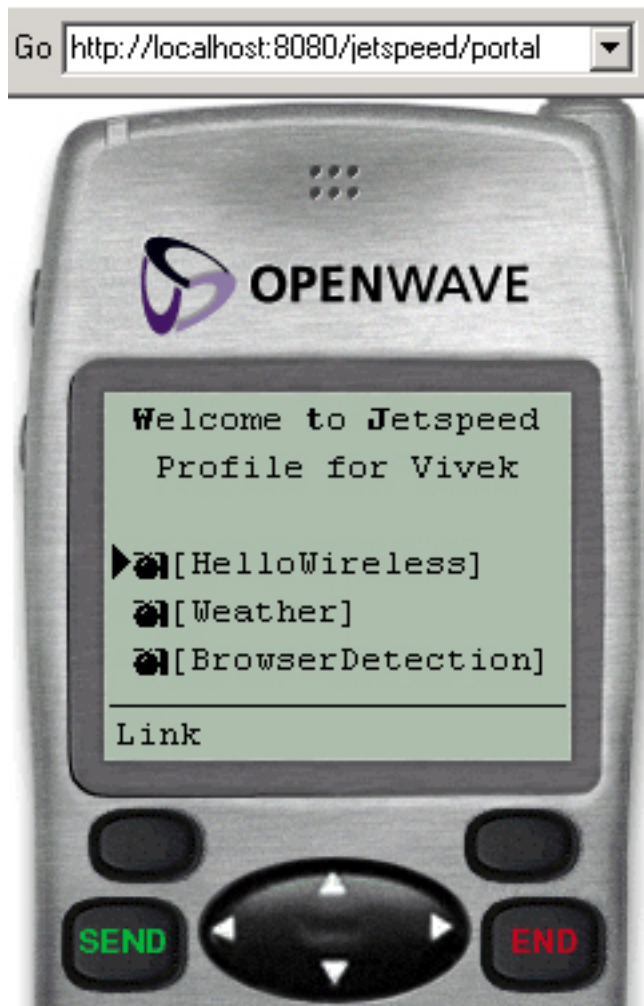 Go http://localhost:8080/jetspeed/portal
OPENWAVE
Welcome to Jetspeed
Profile for Vivek
[HelloWireless]
[Weather]
[BrowserDetection]
Link
SEND END